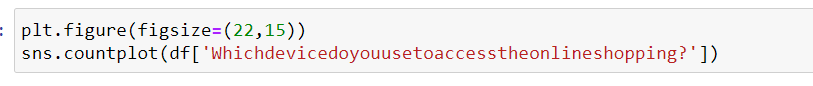 :
plt.figure(figsize=(22,15))
sns.countplot(df['Whichdevicedoyouusetoaccesstheonlineshopping?'])